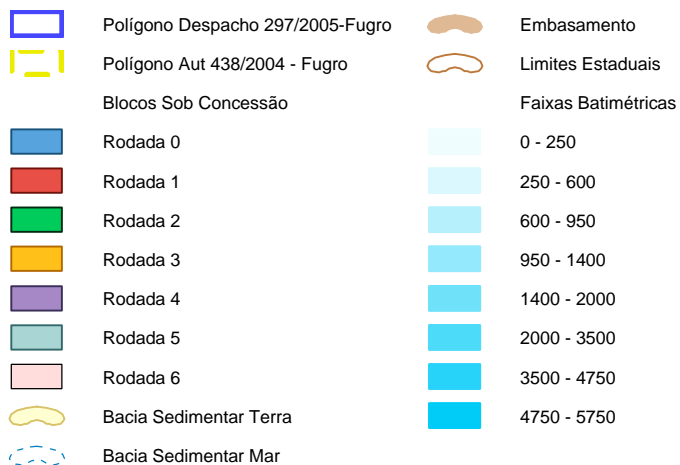 Polígono Despacho 297/2005-Fugro
Polígono Aut 438/2004 - Fugro
Blocos Sob Concessão
Rodada 0
Rodada 1
Rodada 2
Rodada 3
Rodada 4
Rodada 5
Rodada 6
Bacia Sedimentar Terra
Bacia Sedimentar Mar
Embasamento
Limites Estaduais
Faixas Batimétricas
0 - 250
250 - 600
600 - 950
950 - 1400
1400 - 2000
2000 - 3500
3500 - 4750
4750 - 5750